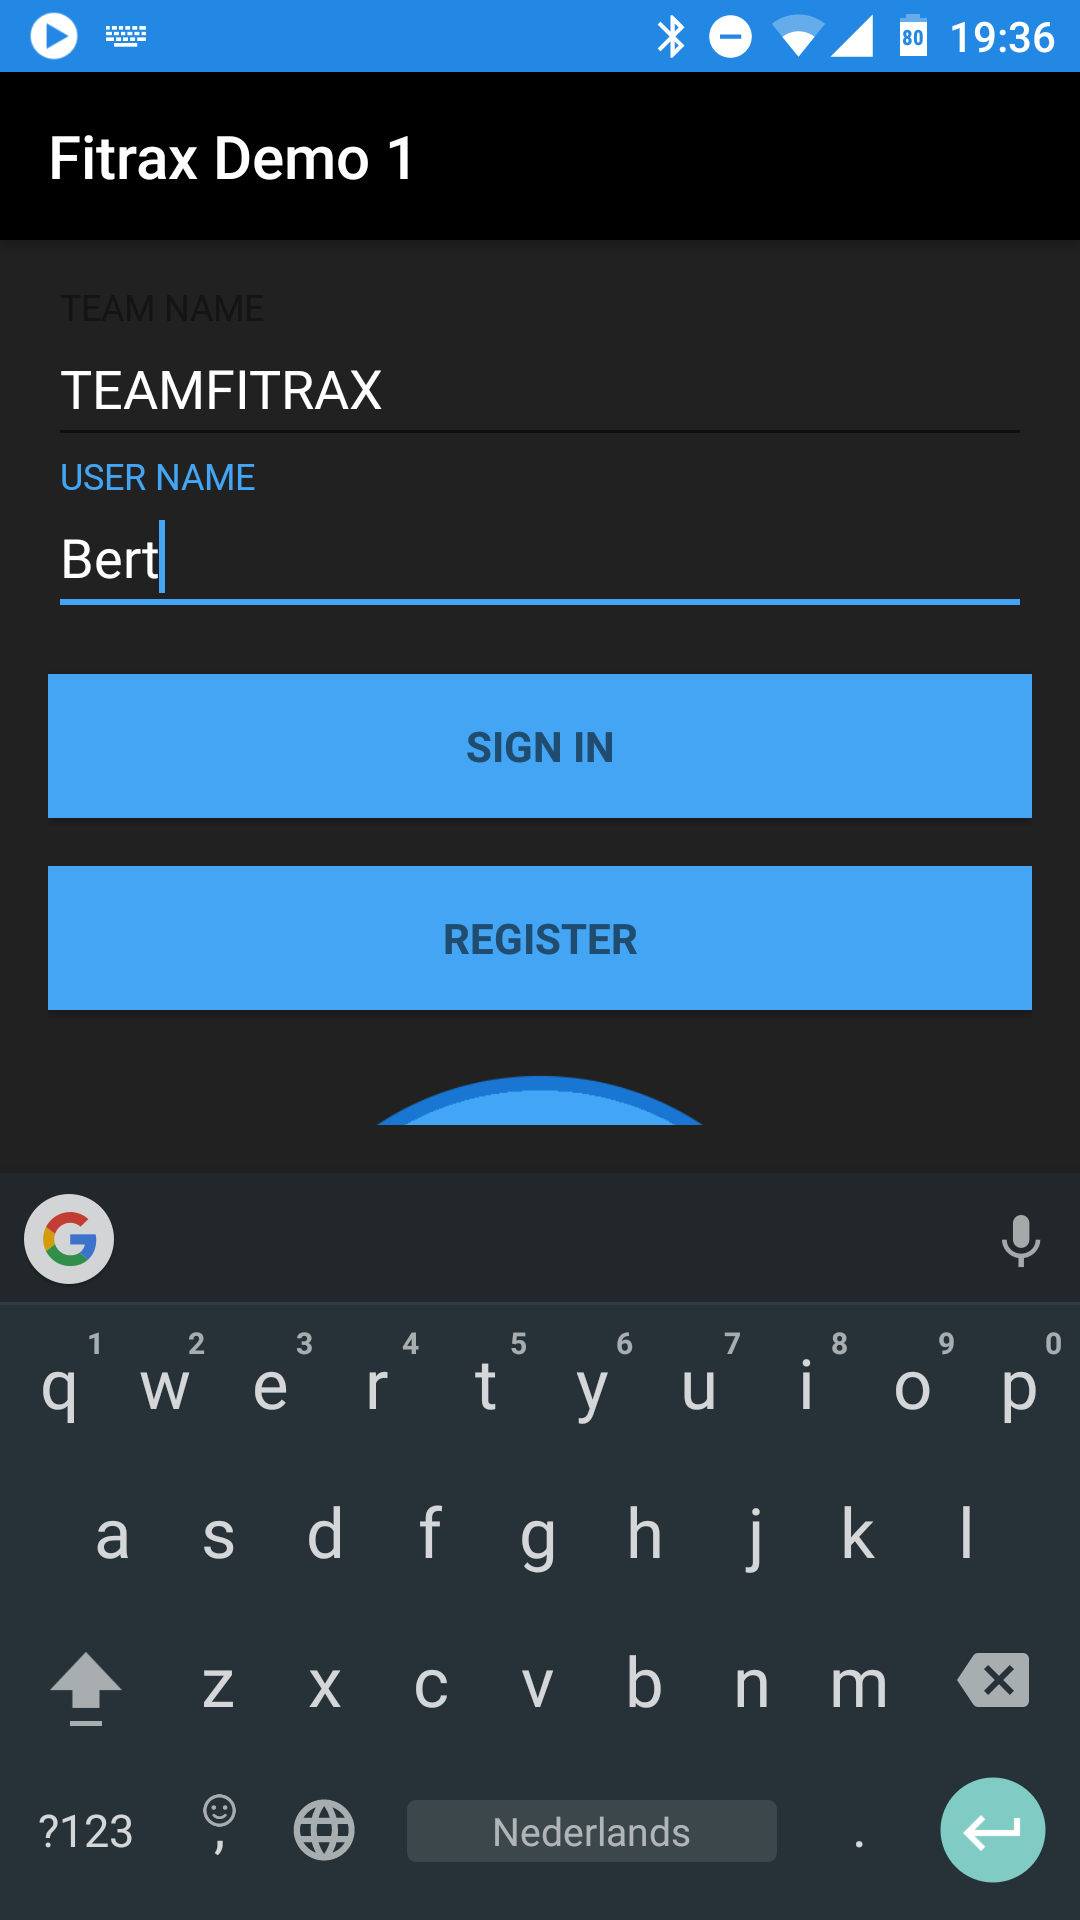 80 19:36
Fitrax Demo 1
TEAM NAME
TEAMFITRAX
USER NAME
Bert
SIGN IN
REGISTER
G
1 2 3 4 5 6 7 8 9 0
q w e r t y u i o p
a s d f g h j k l
z x c v b n m
?123 , Nederlands .